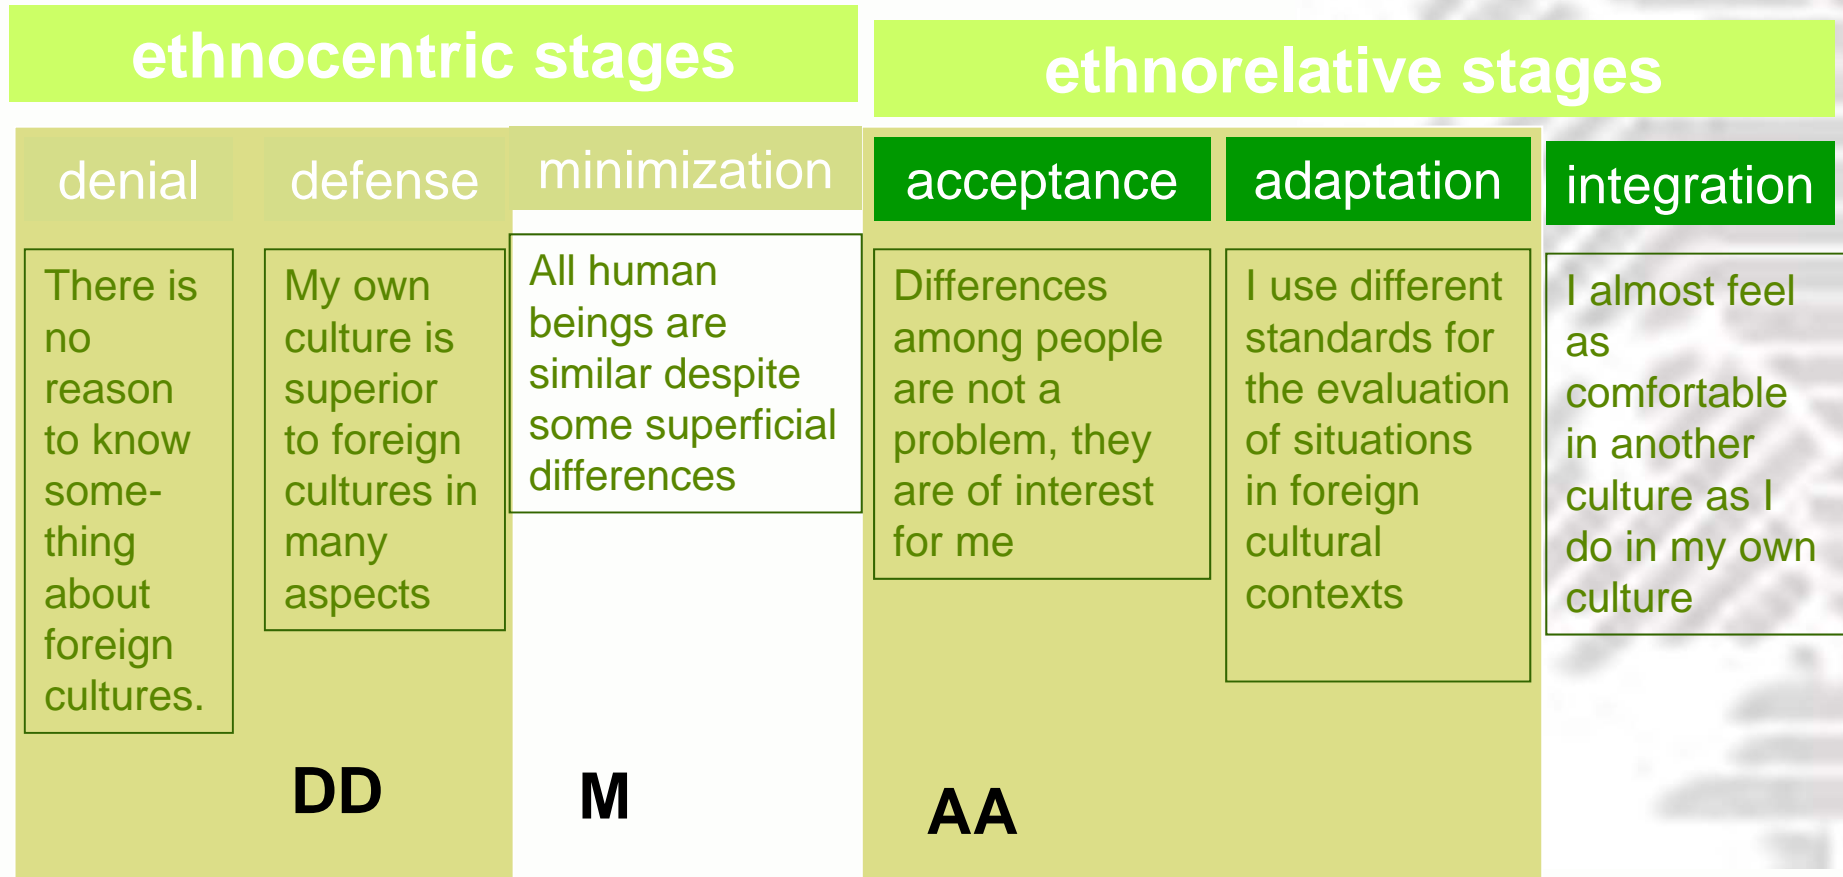 ethnocentric stages
ethnorelative stages
denial
There is
no
reason
to know
some-
thing
about
foreign
cultures.
defense
My own
culture is
superior
to foreign
cultures in
many
aspects
minimization
All human
beings are
similar despite
some superficial
differences
acceptance
Differences
among people
are not a
problem, they
are of interest
for me
adaptation
I use different
standards for
the evaluation
of situations
in foreign
cultural
contexts
integration
I almost feel
as
comfortable
in another
culture as I
do in my own
culture
DD
M
AA